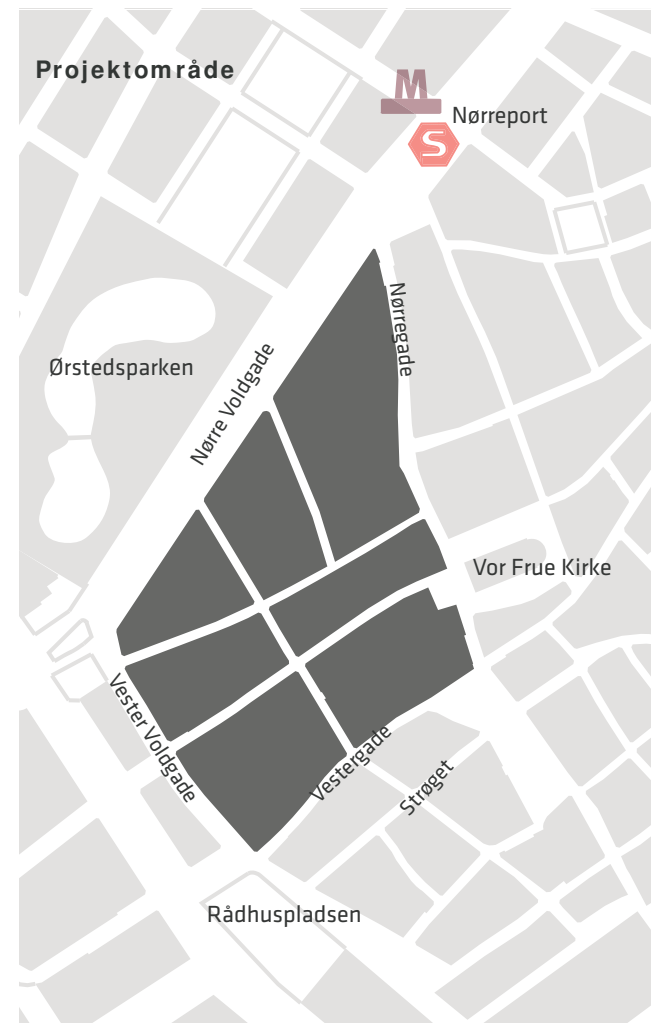 Projektområde
M
Nørreport
S
Nørregade
Ørstedsparken
Nørre Voldgade
Vor Frue Kirke
Vester Voldgade
Vestergade
Strøget
Rådhuspladsen